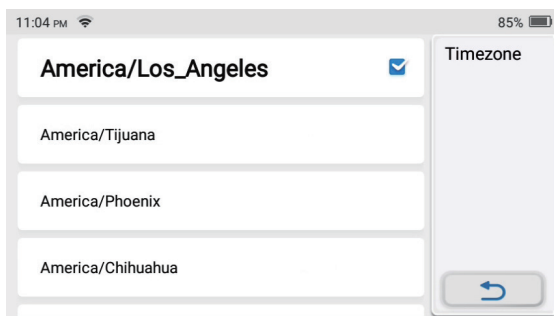 11:04 PM
85%
America/Los_Angeles
Timezone
America/Tijuana
America/Phoenix
America/Chihuahua